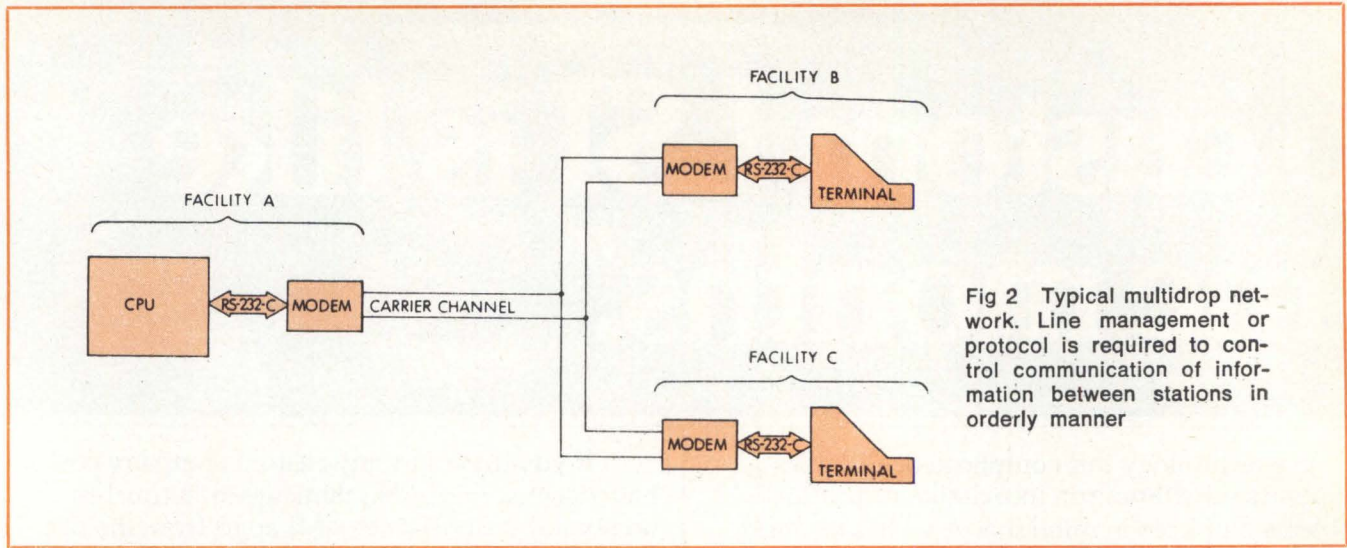 FACILITY A
CPU
RS-232-C
MODEM
CARRIER CHANNEL
FACILITY B
MODEM
RS-232-C
TERMINAL
FACILITY C
MODEM
RS-232-C
TERMINAL
Fig 2 Typical multidrop net-
work. Line management or
protocol is required to con-
trol communication of infor-
mation between stations in
orderly manner